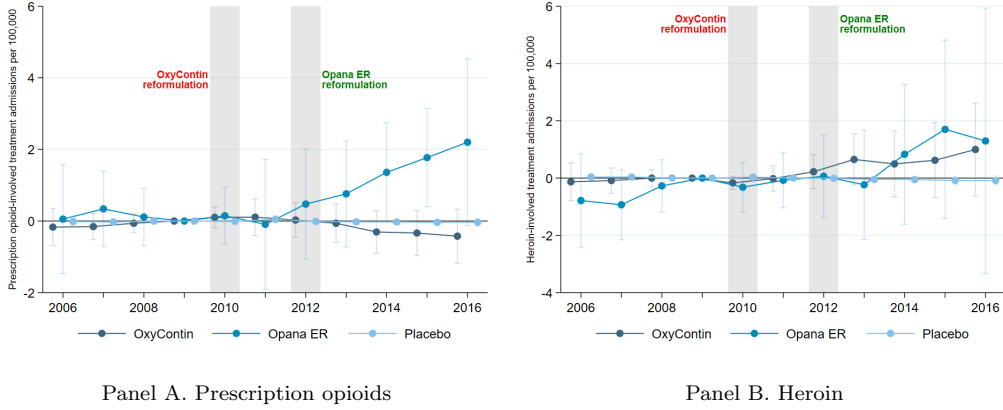 Prescription opioid-involved treatment admissions per 100,000
6
4
2
0
-2
OxyContin
reformulation
Opana ER
reformulation
2006 2008 2010 2012 2014 2016
OxyContin Opana ER Placebo
Panel A. Prescription opioids
Heroin-involved treatment admissions per 100,000
6
4
2
0
-2
-4
OxyContin
reformulation
Opana ER
reformulation
2006 2008 2010 2012 2014 2016
OxyContin Opana ER Placebo
Panel B. Heroin